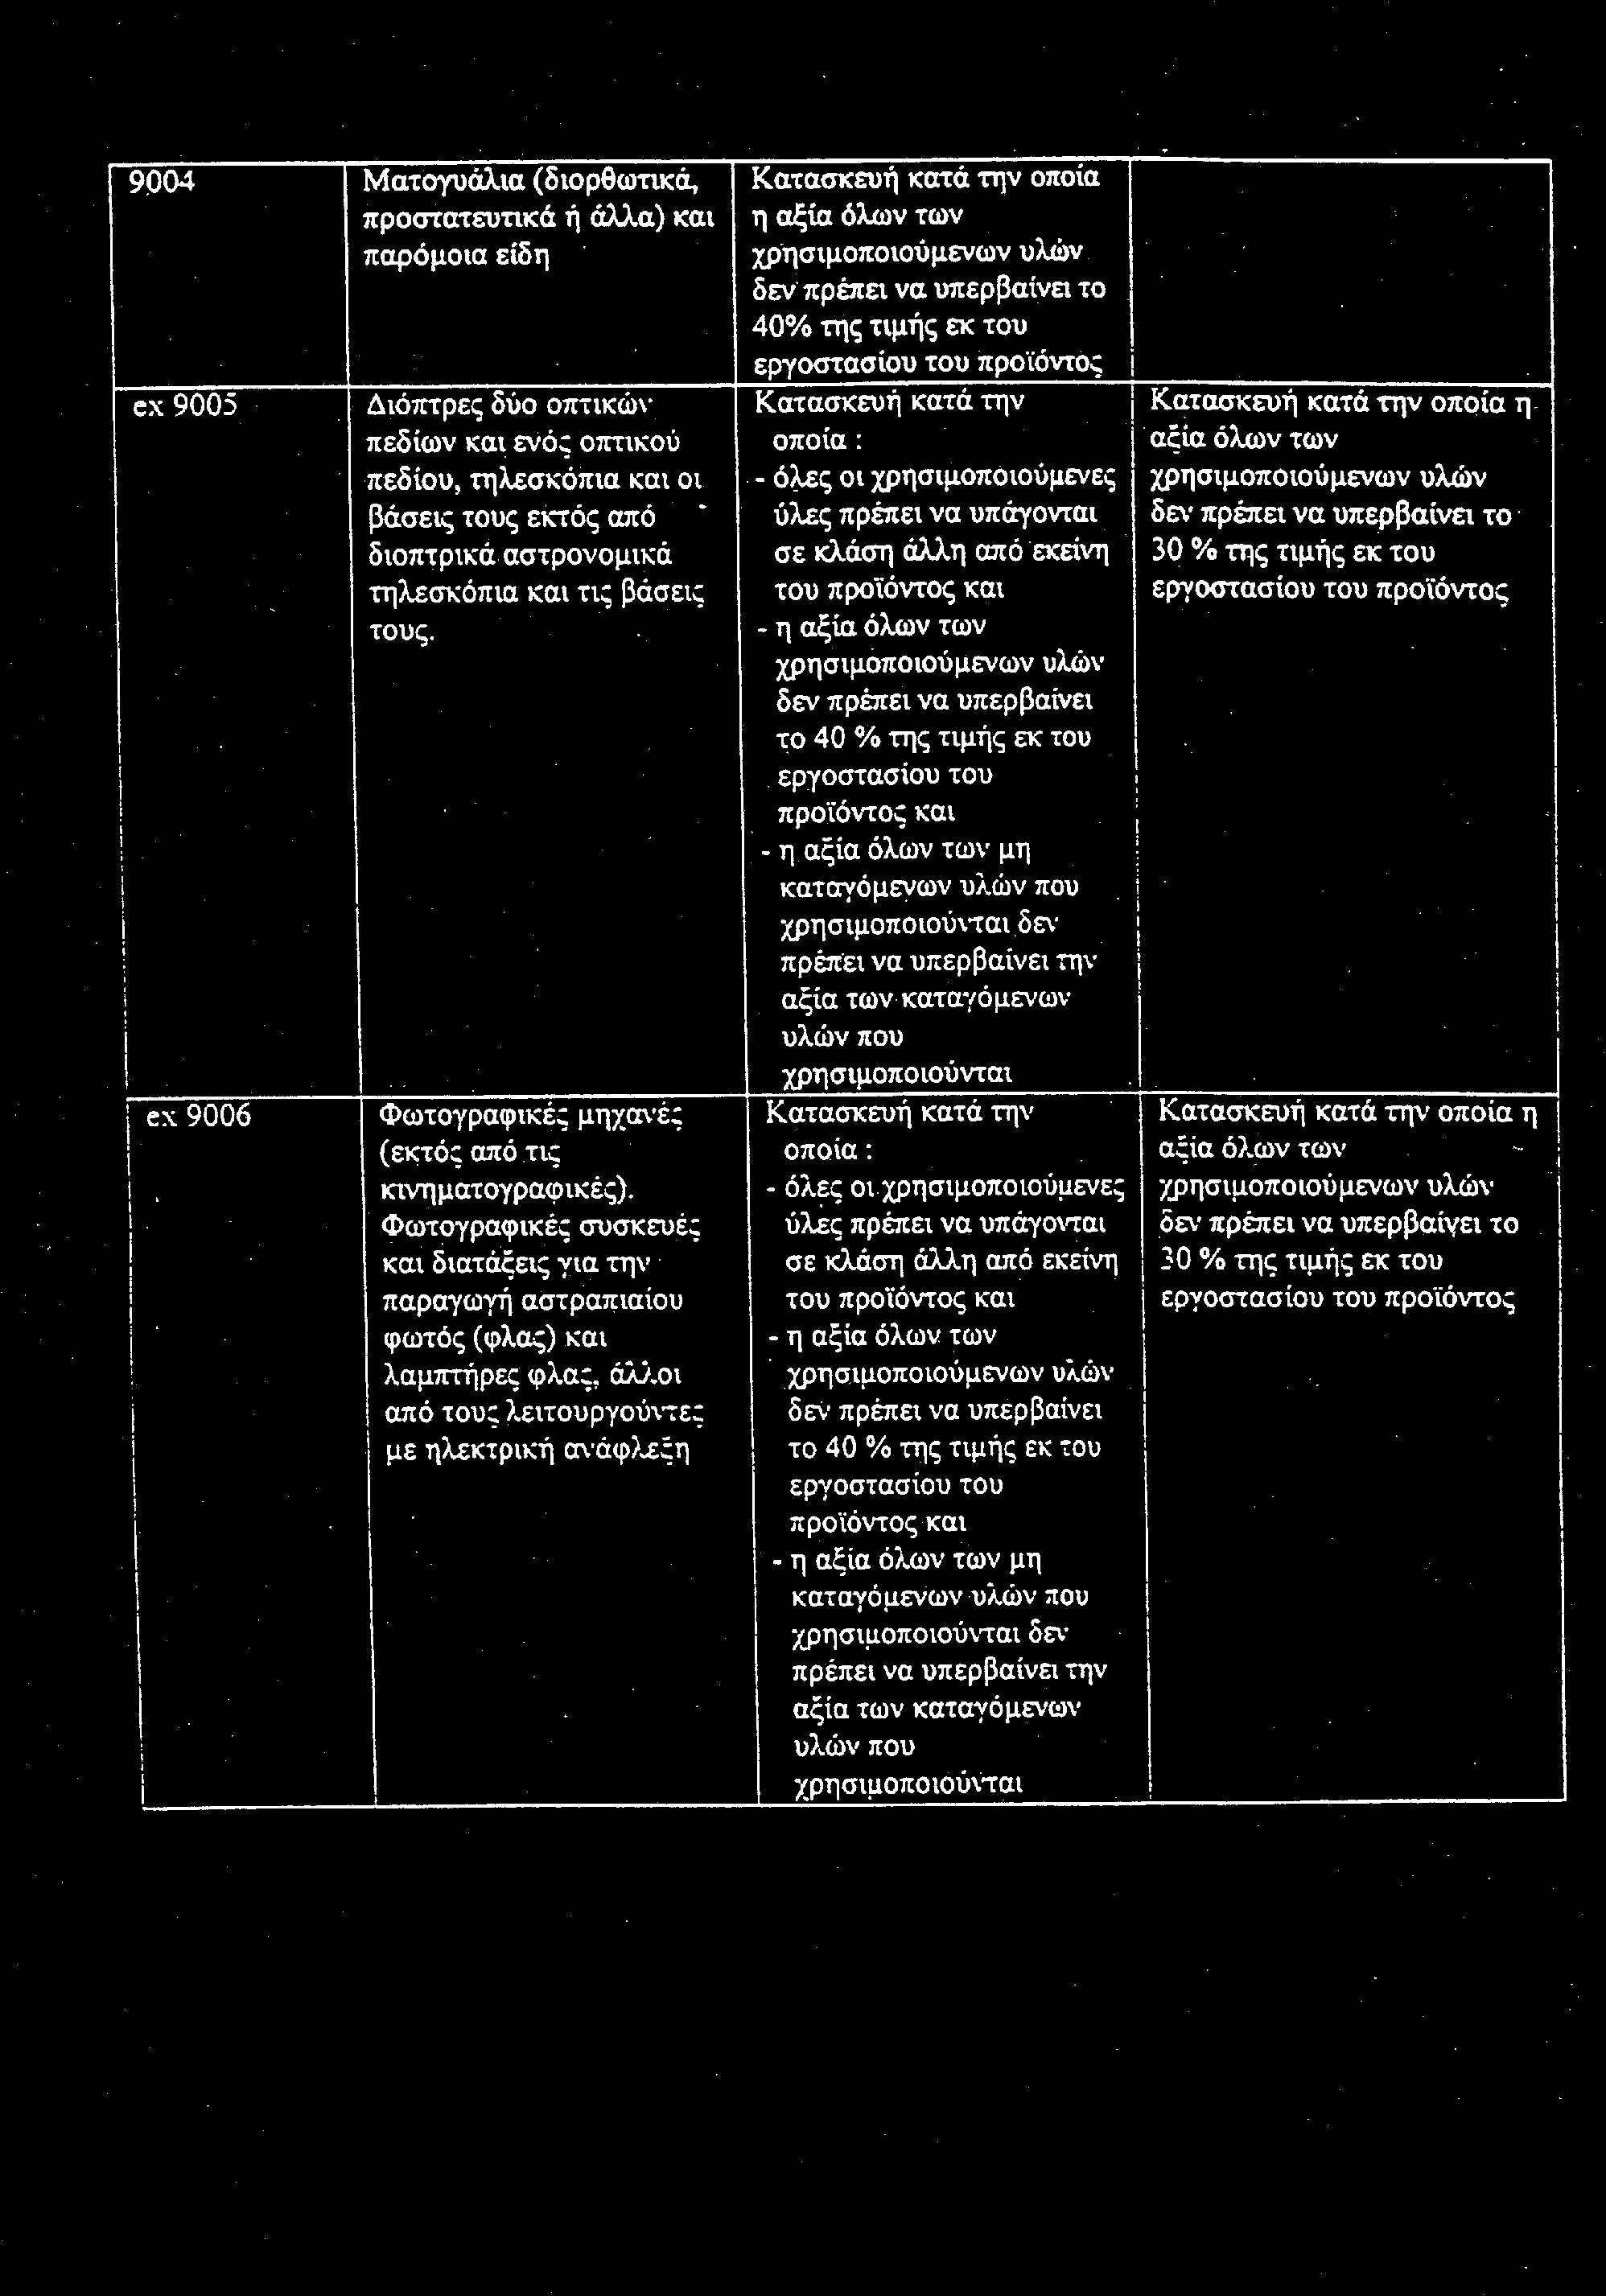 9004
Ματογυάλια (διορθωτικά,
προστατευτικά ή άλλα) και
παρόμοια είδη
Κατασκευή κατά την οποία
η αξία όλων των
χρησιμοποιούμενων υλών
δεν πρέπει να υπερβαίνει το
40% της τιμής εκ του
εργοστασίου του προϊόντος
ex 9005
Διόπτρες δύο οπτικών
πεδίων και ενός οπτικού
πεδίου, τηλεσκόπια και οι
βάσεις τους εκτός από
διοπτρικά αστρονομικά
τηλεσκόπια και τις βάσεις
τους.
Κατασκευή κατά την
οποία :
- όλες οι χρησιμοποιούμενες
ύλες πρέπει να υπάγονται
σε κλάση άλλη από εκείνη
του προϊόντος και
- η αξία όλων των
χρησιμοποιούμενων υλών
δεν πρέπει να υπερβαίνει
το 40 % της τιμής εκ του
εργοστασίου του
προϊόντος και
- η αξία όλων των μη
καταγόμενων υλών που
χρησιμοποιούνται δεν
πρέπει να υπερβαίνει την
αξία των καταγόμενων
υλών που
χρησιμοποιούνται
Κατασκευή κατά την οποία η
αξία όλων των
χρησιμοποιούμενων υλών
δεν πρέπει να υπερβαίνει το
30 % της τιμής εκ του
εργοστασίου του προϊόντος
ex 9006
Φωτογραφικές μηχανές
(εκτός από τις
κινηματογραφικές).
Φωτογραφικές συσκευές
και διατάξεις για την
παραγωγή αστραπιαίου
φωτός (φλας) και
λαμπτήρες φλας, άλλοι
από τους λειτουργούντες
με ηλεκτρική ανάφλεξη
Κατασκευή κατά την
οποία :
- όλες οι χρησιμοποιούμενες
ύλες πρέπει να υπάγονται
σε κλάση άλλη από εκείνη
του προϊόντος και
- η αξία όλων των
χρησιμοποιούμενων υλών
δεν πρέπει να υπερβαίνει
το 40 % της τιμής εκ του
εργοστασίου του
προϊόντος και
- η αξία όλων των μη
καταγόμενων υλών που
χρησιμοποιούνται δεν
πρέπει να υπερβαίνει την
αξία των καταγόμενων
υλών που
χρησιμοποιούνται
Κατασκευή κατά την οποία η
αξία όλων των
χρησιμοποιούμενων υλών
δεν πρέπει να υπερβαίνει το
30 % της τιμής εκ του
εργοστασίου του προϊόντος